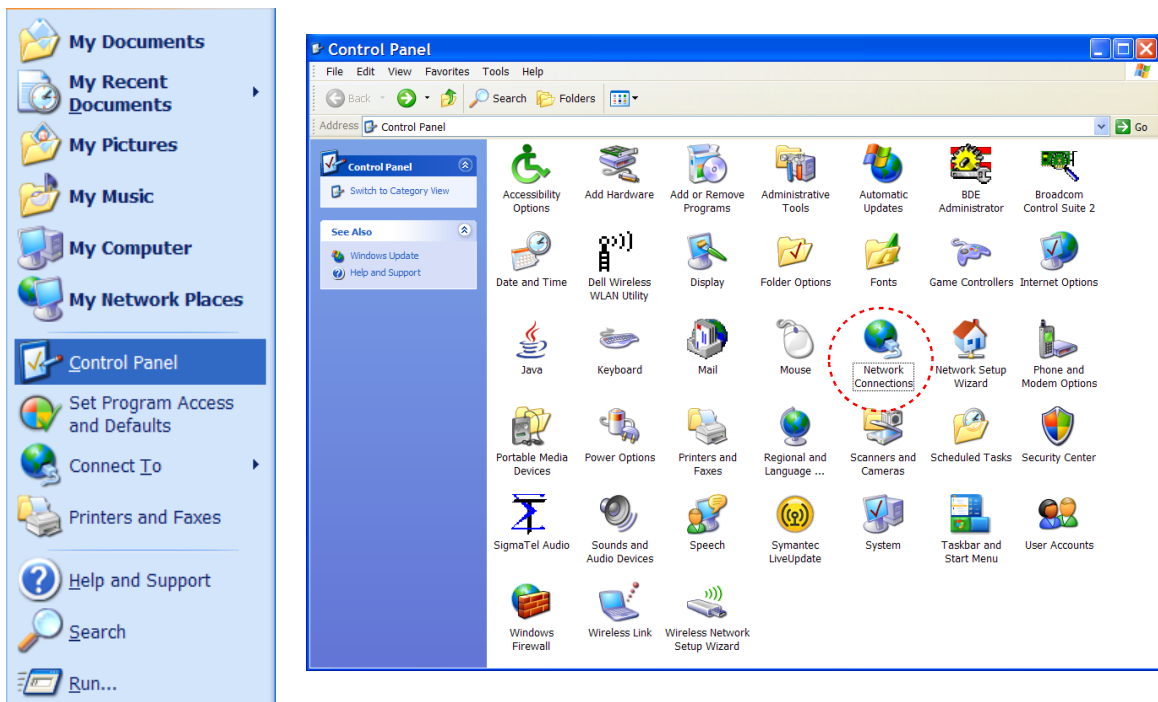 My Documents
My Recent
Documents
My Pictures
My Music
My Computer
My Network Places
Control Panel
Set Program Access
and Defaults
Connect To
Printers and Faxes
Help and Support
Search
Run...
Control Panel
File Edit View Favorites Tools Help
Back Search Folders
Address Control Panel Go
Control Panel
Switch to Category View
See Also
Windows Update
Help and Support
Accessibility
Options
Add Hardware
Add or Remove
Programs
Administrative
Tools
Automatic
Updates
BDE
Administrator
Broadcom
Control Suite 2
Date and Time
Dell Wireless
WLAN Utility
Display
Folder Options
Fonts
Game Controllers
Internet Options
Java
Keyboard
Mail
Mouse
Network
Connections
Network Setup
Wizard
Phone and
Modem Options
Portable Media
Devices
Power Options
Printers and
Faxes
Regional and
Language ...
Scanners and
Cameras
Scheduled Tasks
Security Center
SigmaTel Audio
Sounds and
Audio Devices
Speech
Symantec
LiveUpdate
System
Taskbar and
Start Menu
User Accounts
Windows
Firewall
Wireless Link
Wireless Network
Setup Wizard